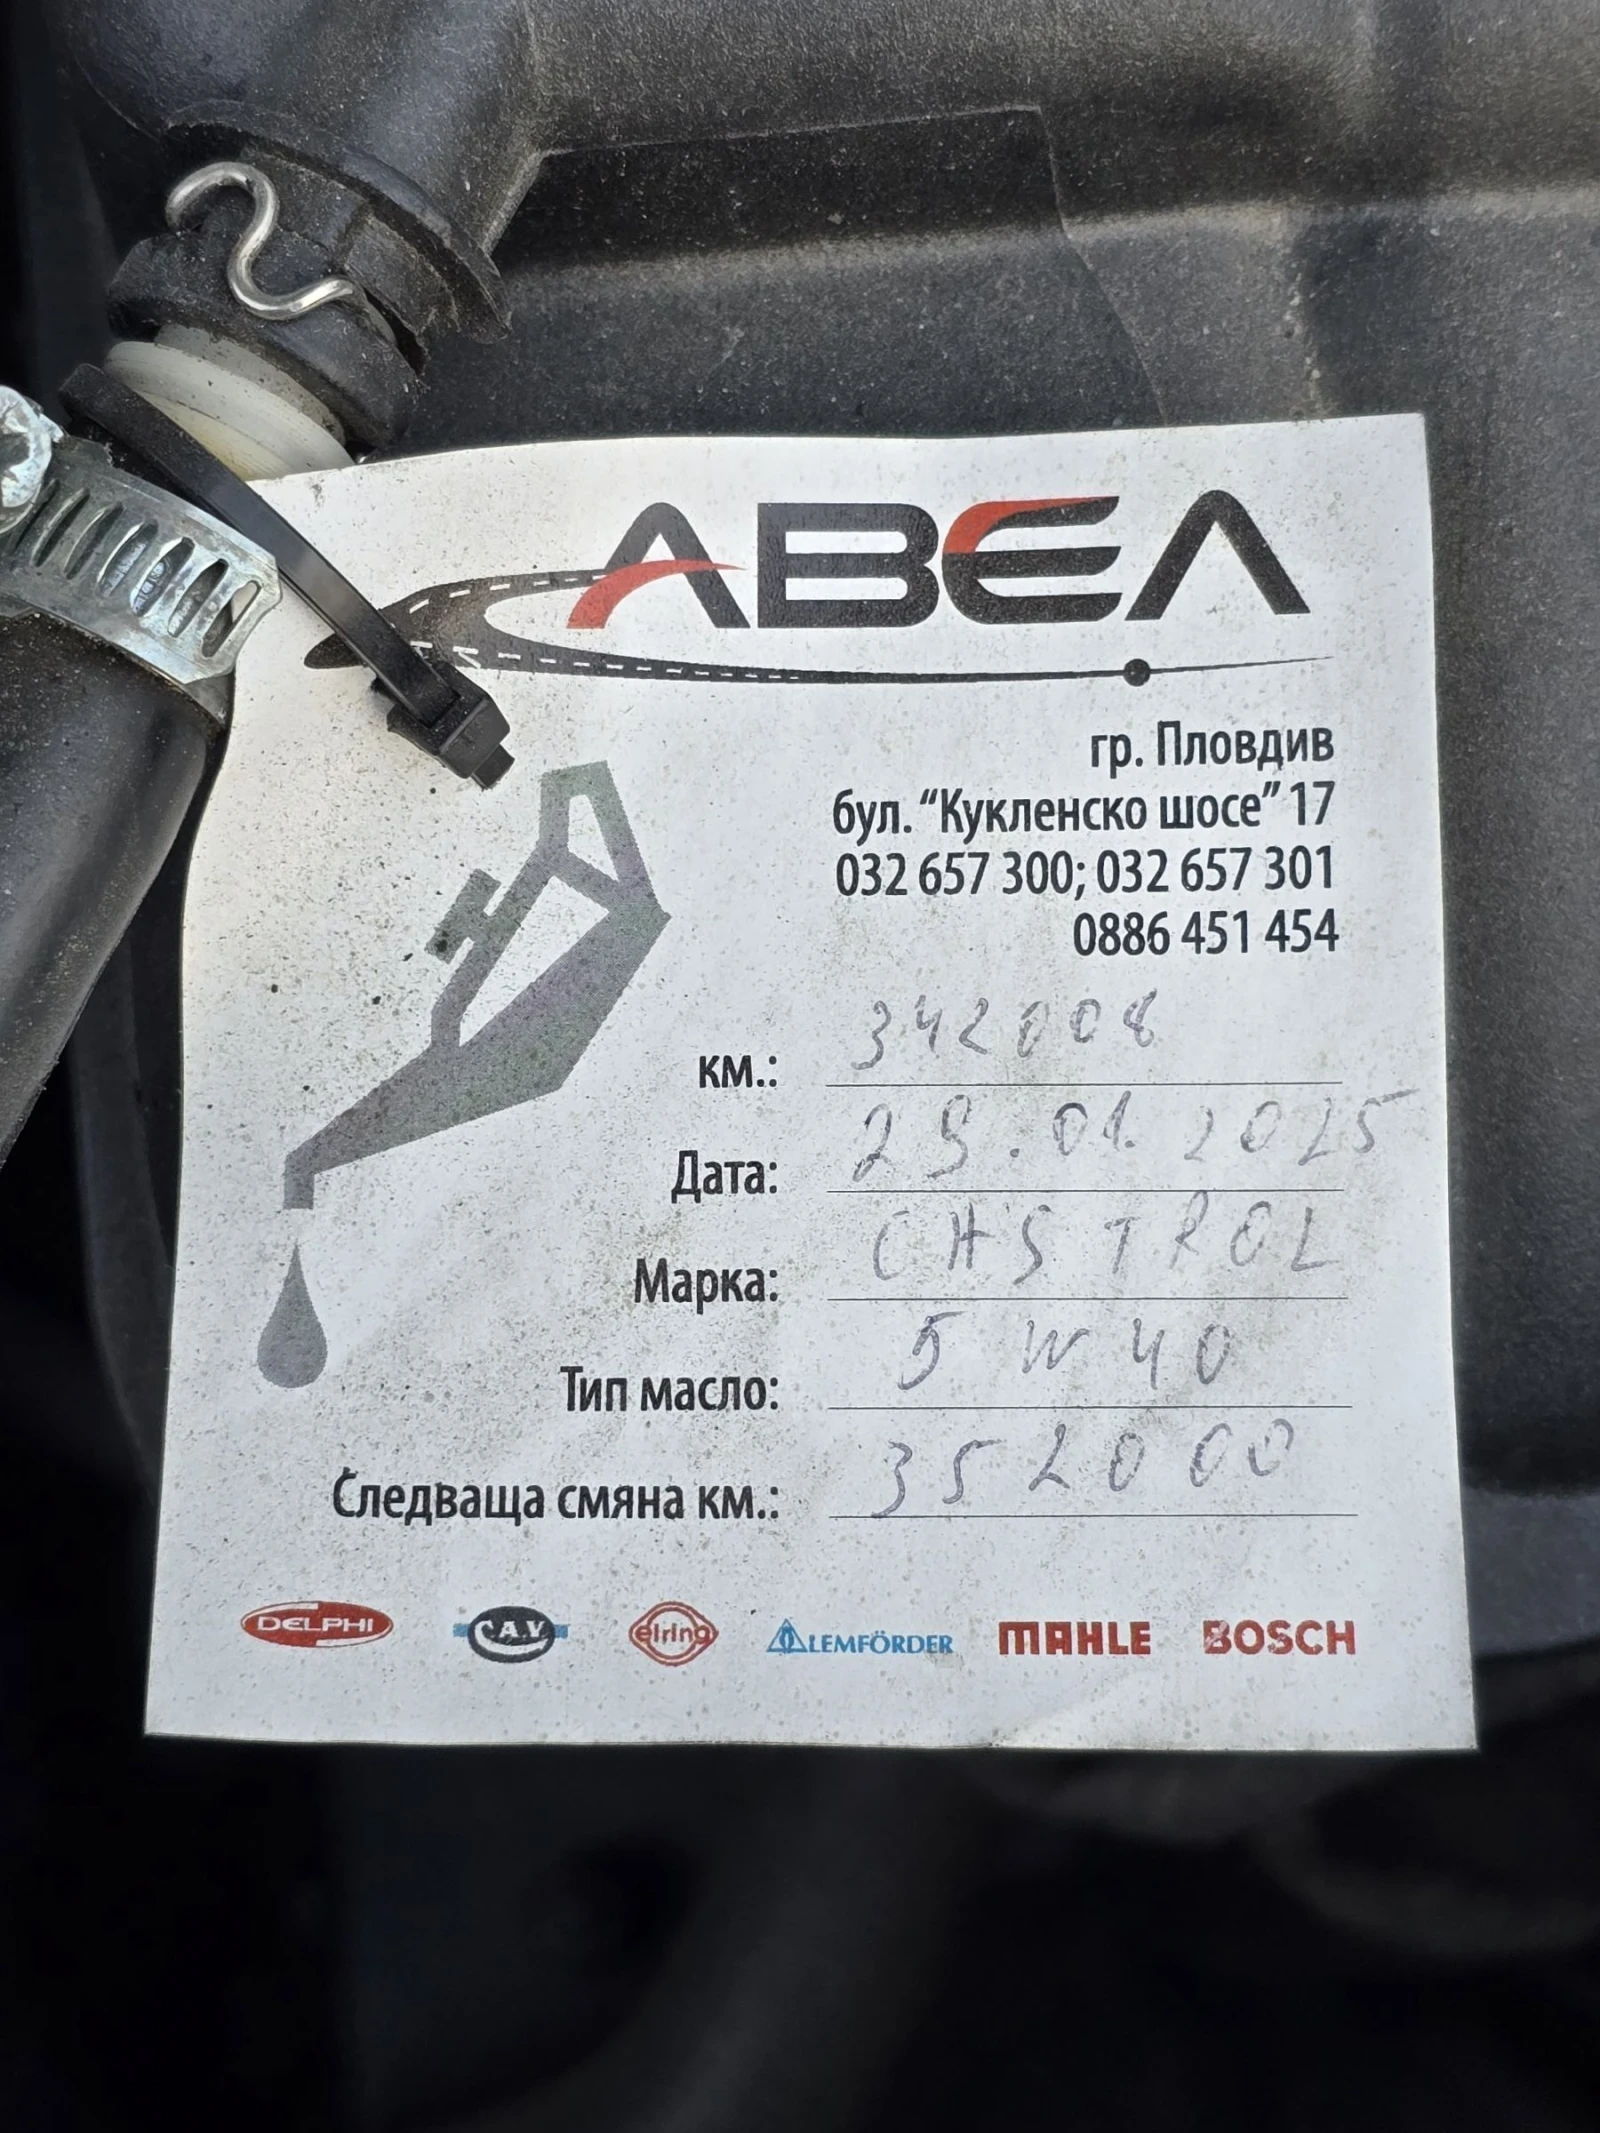 АВЕЛ
гр. Пловдив
бул. "Кукленско шосе" 17
032 657 300; 032 657 301
0886 451 454
км.: 342008
Дата: 29.01.2025
Марка: CASTROL
Тип масло: 5W40
Следваща смяна км.: 352000
DELPHI C.A.V. elring LEMFÖRDER MAHLE BOSCH